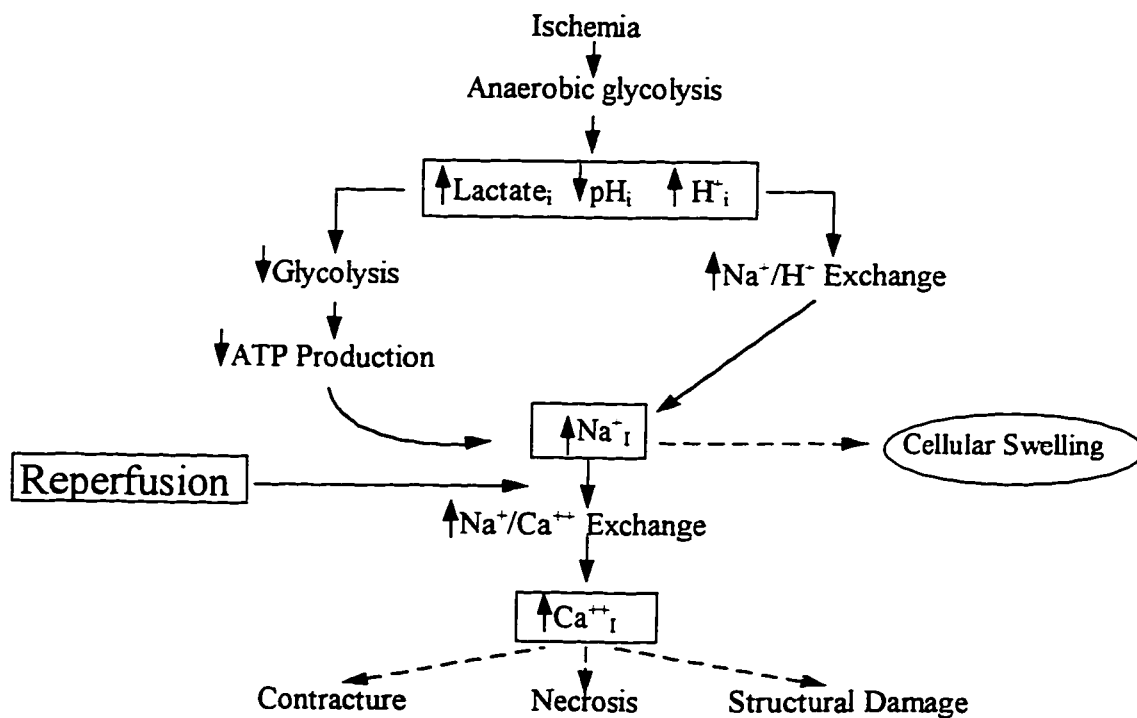 Ischemia
Anaerobic glycolysis
↑Lactateᵢ ↓pHᵢ ↑H⁺ᵢ
↓Glycolysis
↑Na⁺/H⁺ Exchange
↓ATP Production
↑Na⁺I
Cellular Swelling
Reperfusion
↑Na⁺/Ca⁺⁺ Exchange
↑Ca⁺⁺I
Contracture Necrosis Structural Damage